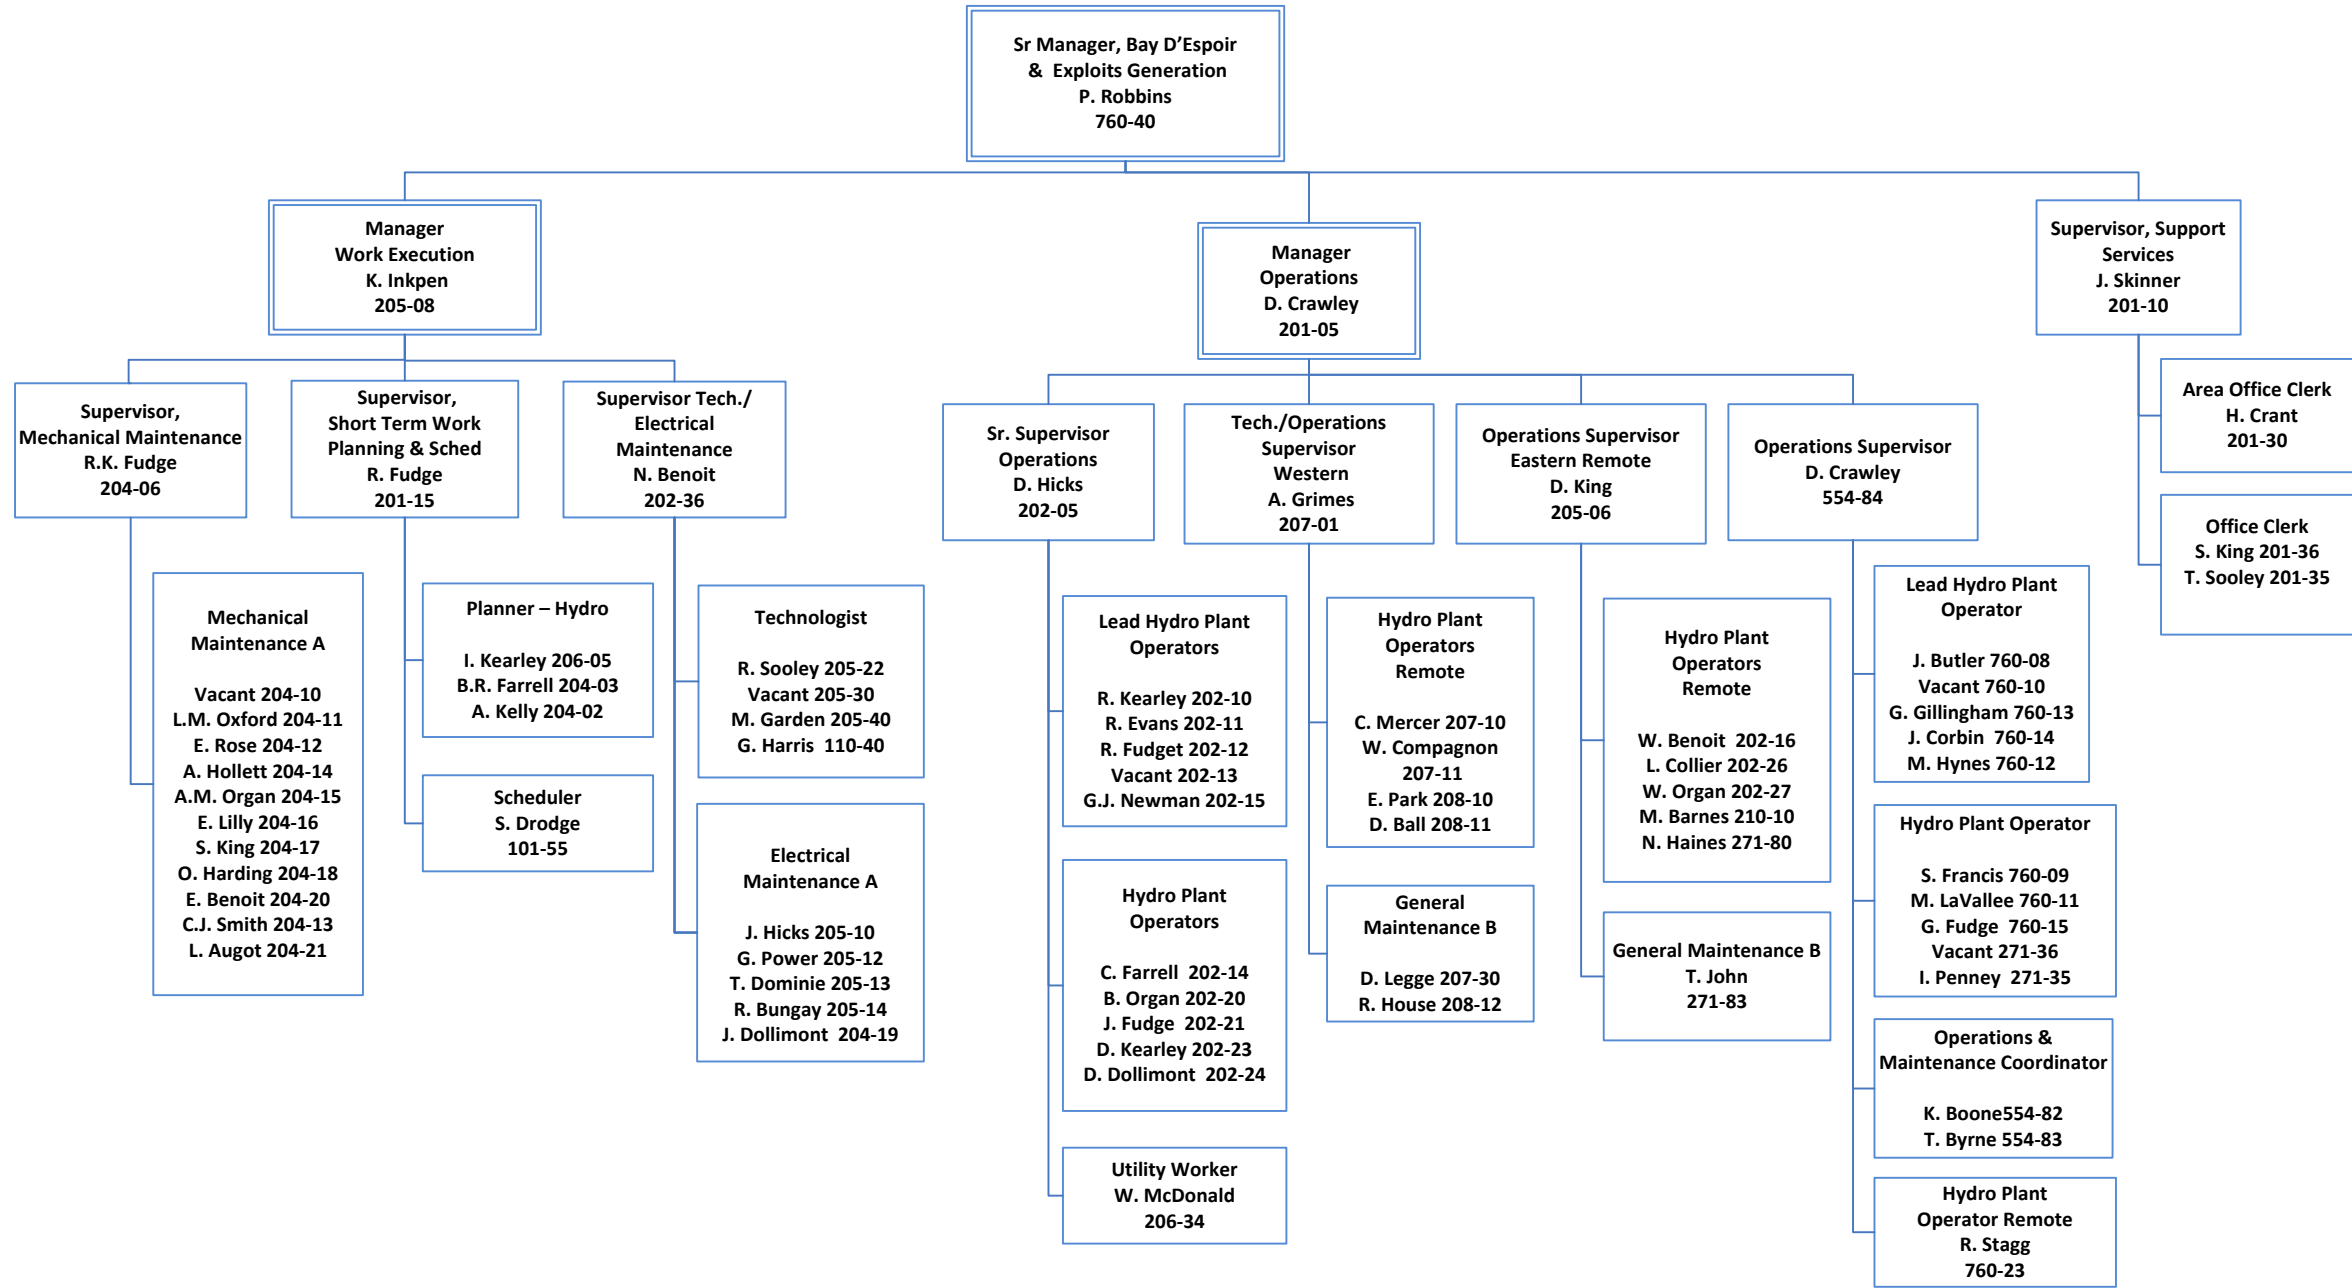 Sr Manager, Bay D’Espoir
& Exploits Generation
P. Robbins
760-40
Manager
Work Execution
K. Inkpen
205-08
Manager
Operations
D. Crawley
201-05
Supervisor, Support
Services
J. Skinner
201-10
Supervisor,
Mechanical Maintenance
R.K. Fudge
204-06
Supervisor,
Short Term Work
Planning & Sched
R. Fudge
201-15
Supervisor Tech./
Electrical
Maintenance
N. Benoit
202-36
Sr. Supervisor
Operations
D. Hicks
202-05
Tech./Operations
Supervisor
Western
A. Grimes
207-01
Operations Supervisor
Eastern Remote
D. King
205-06
Operations Supervisor
D. Crawley
554-84
Area Office Clerk
H. Crant
201-30
Office Clerk
S. King 201-36
T. Sooley 201-35
Mechanical
Maintenance A
Vacant 204-10
L.M. Oxford 204-11
E. Rose 204-12
A. Hollett 204-14
A.M. Organ 204-15
E. Lilly 204-16
S. King 204-17
O. Harding 204-18
E. Benoit 204-20
C.J. Smith 204-13
L. Augot 204-21
Planner – Hydro
I. Kearley 206-05
B.R. Farrell 204-03
A. Kelly 204-02
Scheduler
S. Drodge
101-55
Technologist
R. Sooley 205-22
Vacant 205-30
M. Garden 205-40
G. Harris 110-40
Electrical
Maintenance A
J. Hicks 205-10
G. Power 205-12
T. Dominie 205-13
R. Bungay 205-14
J. Dollimont 204-19
Lead Hydro Plant
Operators
R. Kearley 202-10
R. Evans 202-11
R. Fudget 202-12
Vacant 202-13
G.J. Newman 202-15
Hydro Plant
Operators
C. Farrell 202-14
B. Organ 202-20
J. Fudge 202-21
D. Kearley 202-23
D. Dollimont 202-24
Utility Worker
W. McDonald
206-34
Hydro Plant
Operators
Remote
C. Mercer 207-10
W. Compagnon
207-11
E. Park 208-10
D. Ball 208-11
General
Maintenance B
D. Legge 207-30
R. House 208-12
Hydro Plant
Operators
Remote
W. Benoit 202-16
L. Collier 202-26
W. Organ 202-27
M. Barnes 210-10
N. Haines 271-80
General Maintenance B
T. John
271-83
Lead Hydro Plant
Operator
J. Butler 760-08
Vacant 760-10
G. Gillingham 760-13
J. Corbin 760-14
M. Hynes 760-12
Hydro Plant Operator
S. Francis 760-09
M. LaVallee 760-11
G. Fudge 760-15
Vacant 271-36
I. Penney 271-35
Operations &
Maintenance Coordinator
K. Boone554-82
T. Byrne 554-83
Hydro Plant
Operator Remote
R. Stagg
760-23